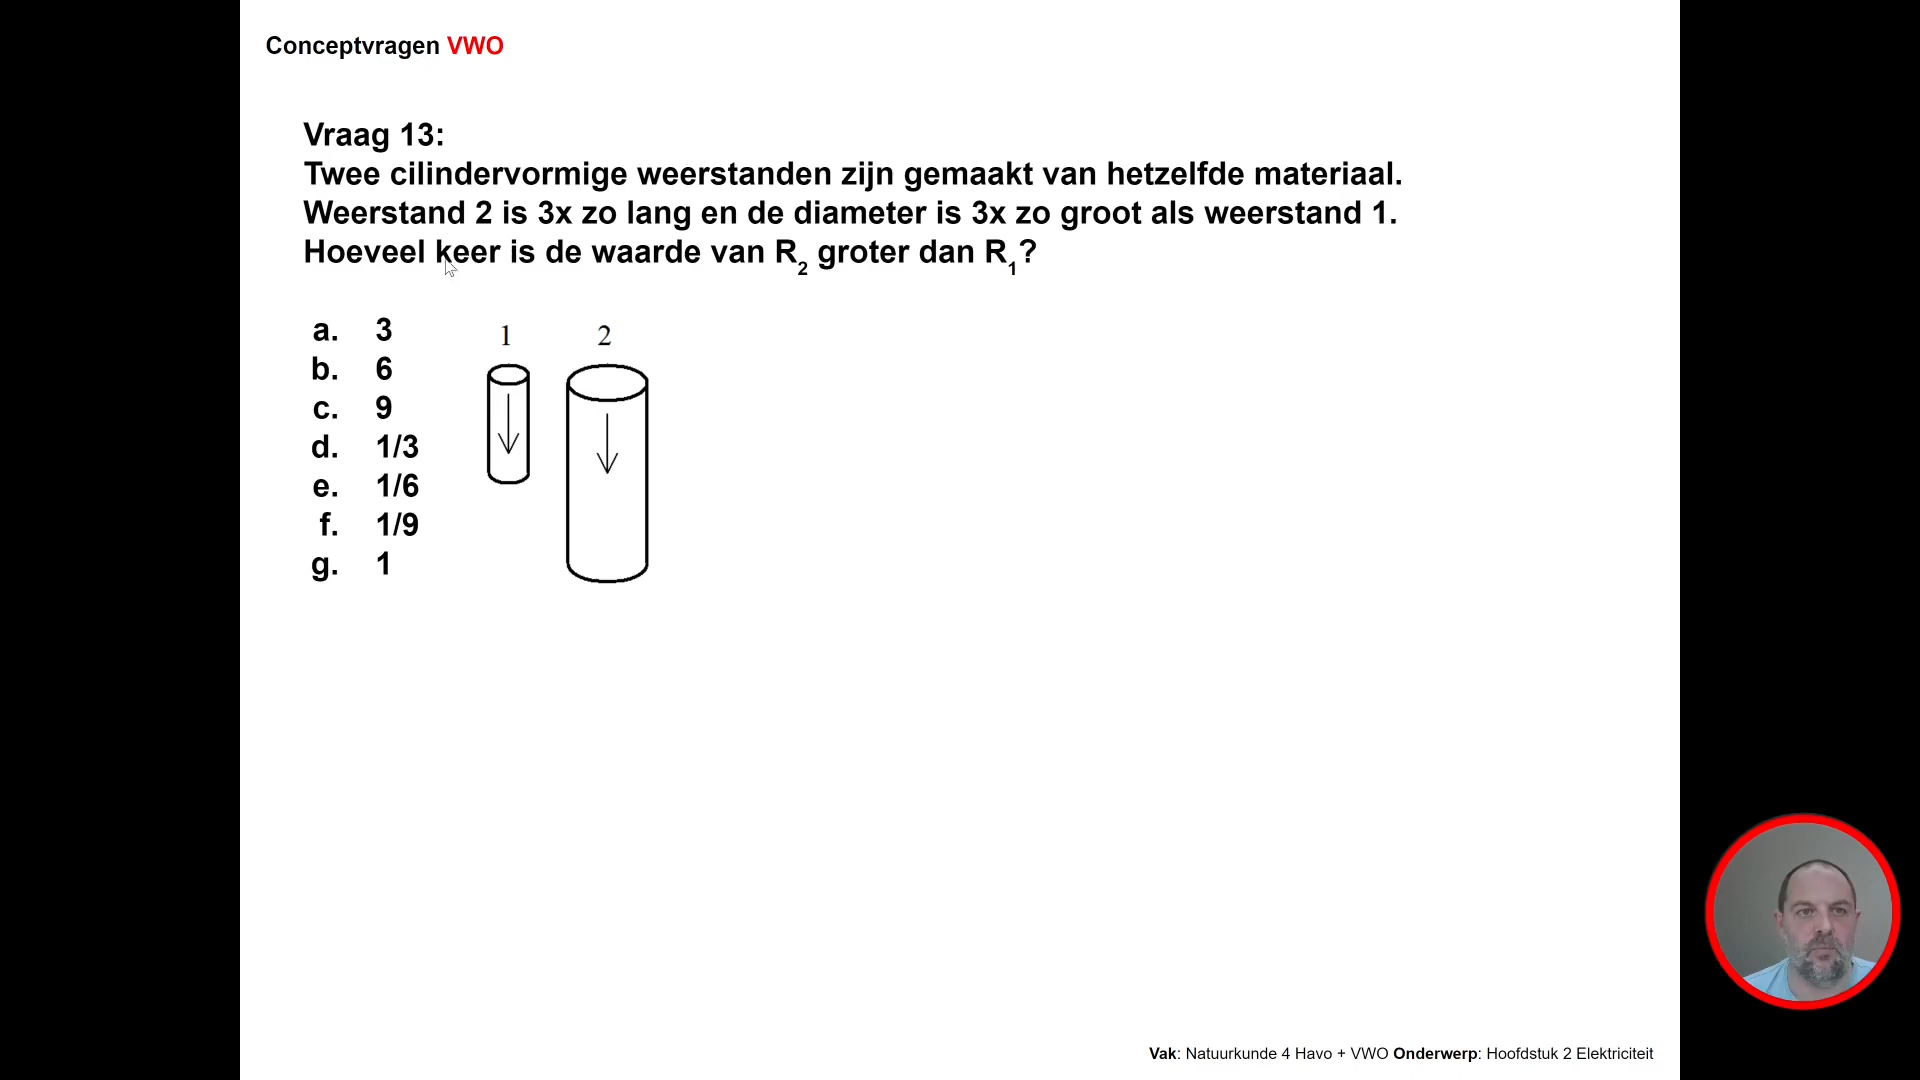 Conceptvragen VWO
Vraag 13:
Twee cilindervormige weerstanden zijn gemaakt van hetzelfde materiaal.
Weerstand 2 is 3x zo lang en de diameter is 3x zo groot als weerstand 1.
Hoeveel keer is de waarde van R2 groter dan R1?
a. 3
b. 6
c. 9
d. 1/3
e. 1/6
f. 1/9
g. 1
1 2
Vak: Natuurkunde 4 Havo + VWO Onderwerp: Hoofdstuk 2 Elektriciteit